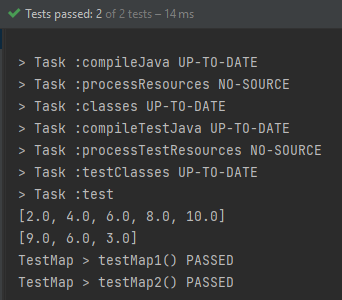 Tests passed: 2 of 2 tests – 14 ms
> Task :compileJava UP-TO-DATE
> Task :processResources NO-SOURCE
> Task :classes UP-TO-DATE
> Task :compileTestJava UP-TO-DATE
> Task :processTestResources NO-SOURCE
> Task :testClasses UP-TO-DATE
> Task :test
[2.0, 4.0, 6.0, 8.0, 10.0]
[9.0, 6.0, 3.0]
TestMap > testMap1() PASSED
TestMap > testMap2() PASSED